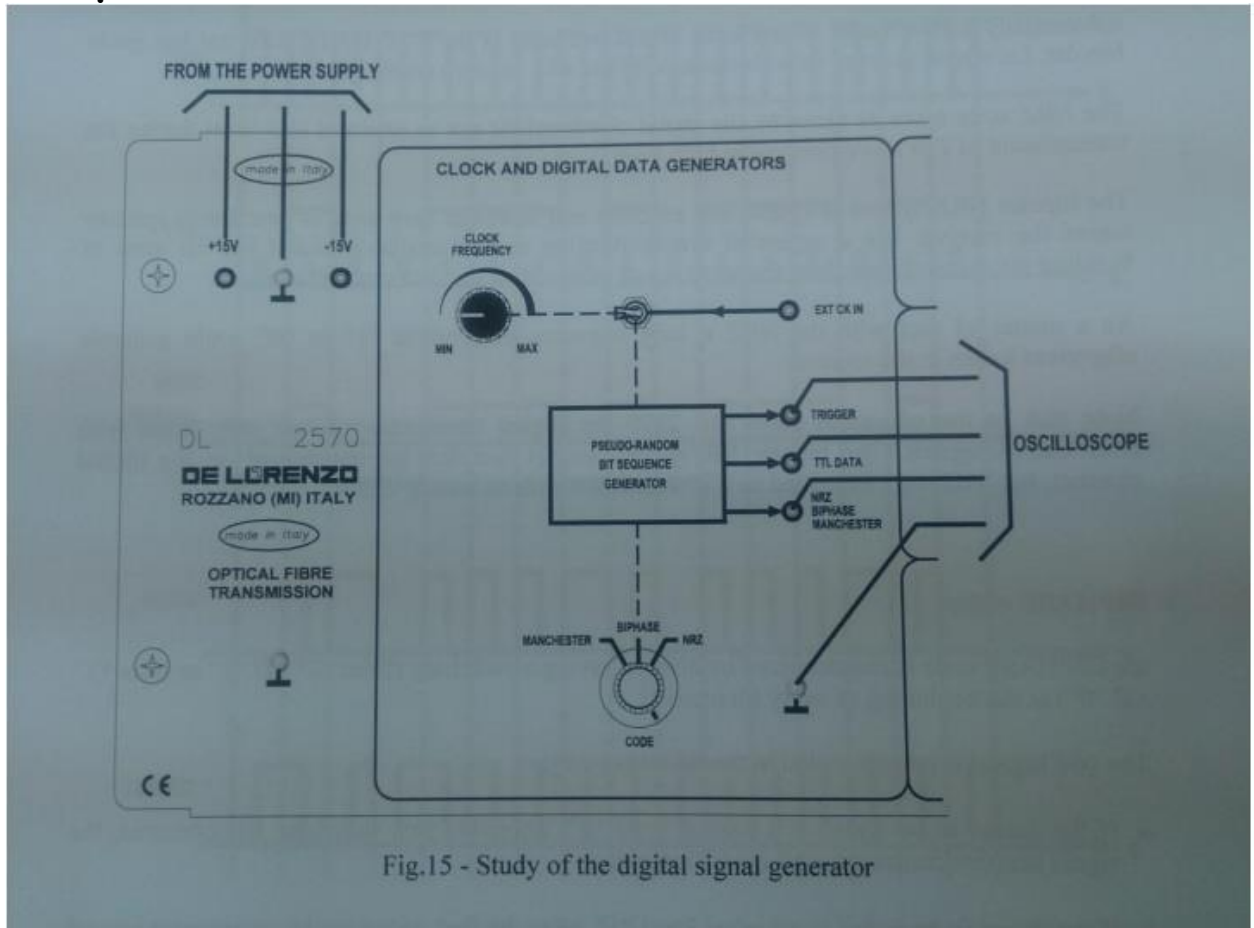 FROM THE POWER SUPPLY
made in Italy
+15V
-15V
CLOCK AND DIGITAL DATA GENERATORS
CLOCK
FREQUENCY
MIN
MAX
EXT CK IN
TRIGGER
PSEUDO-RANDOM
BIT SEQUENCE
GENERATOR
TTL DATA
NRZ
BIPHASE
MANCHESTER
OSCILLOSCOPE
DL 2570
DE LORENZO
ROZZANO (MI) ITALY
made in Italy
OPTICAL FIBRE
TRANSMISSION
MANCHESTER
BIPHASE
NRZ
CODE
CE
Fig.15 - Study of the digital signal generator